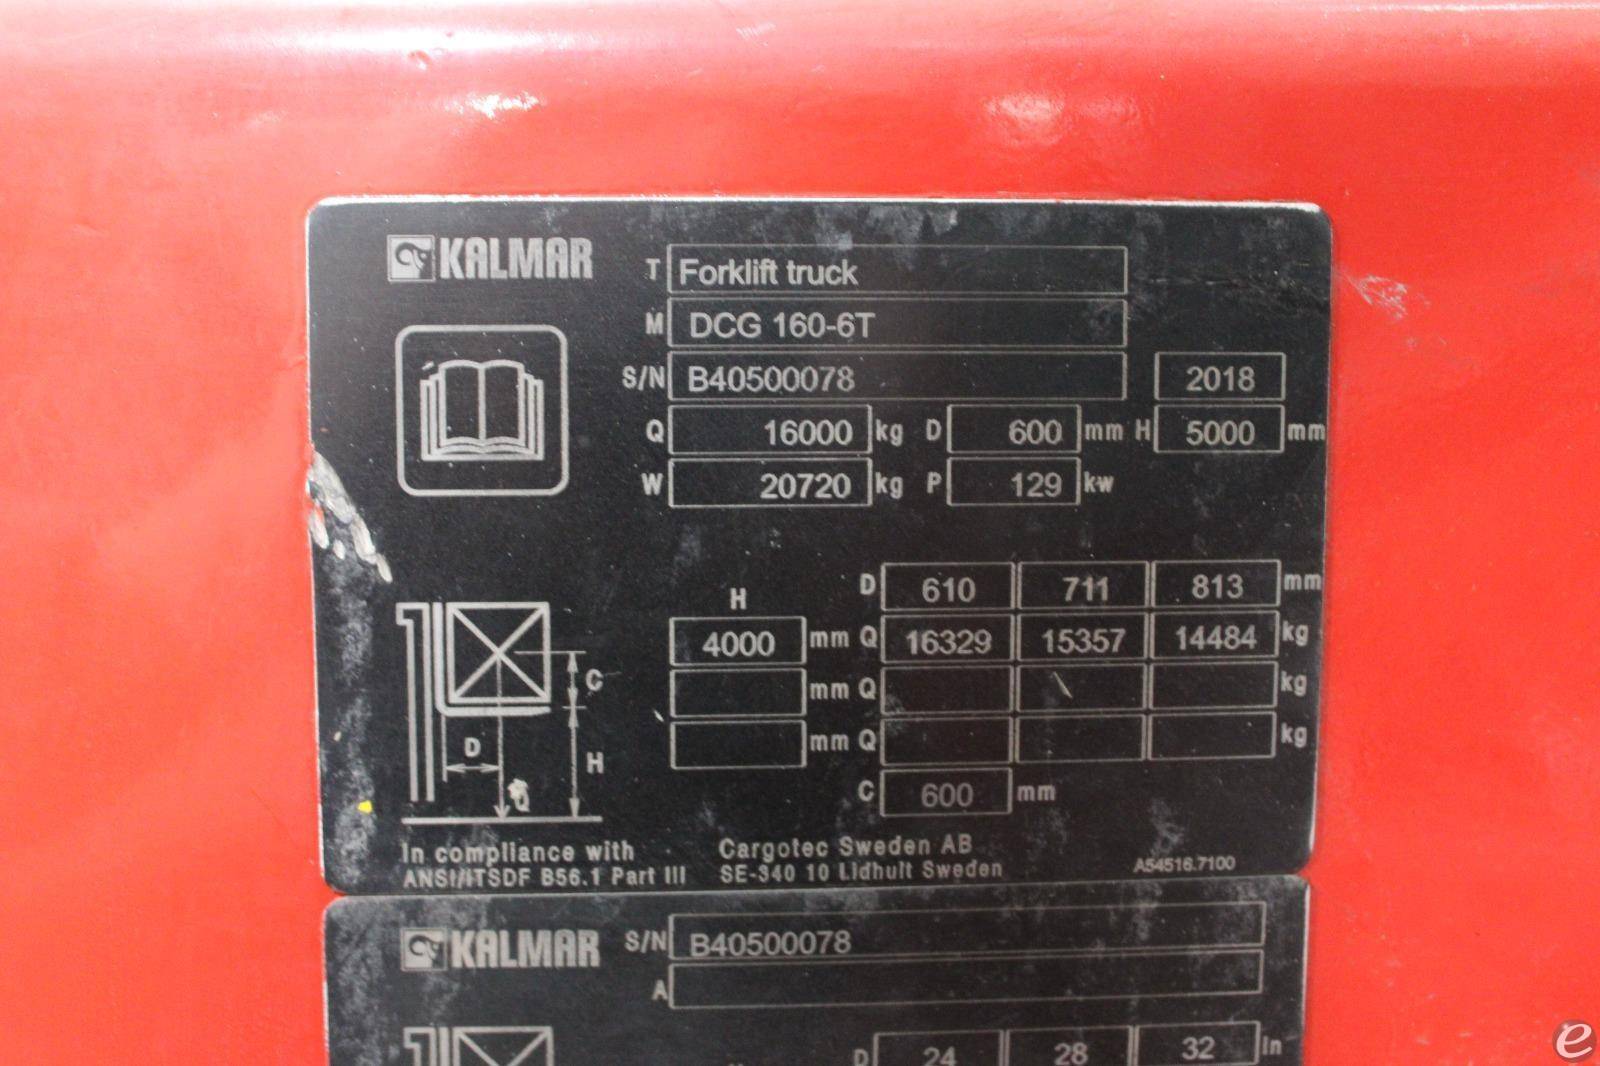 KALMAR
T Forklift truck
M DCG 160-6T
S/N B40500078 2018
Q 16000 kg D 600 mm H 5000 mm
W 20720 kg P 129 kw
H D 610 711 813 mm
4000 mm Q 16329 15357 14484 kg
mm Q kg
mm Q kg
C 600 mm
C
D
H
Q
In compliance with
ANSI/ITSDF B56.1 Part III
Cargotec Sweden AB
SE-340 10 Lidhult Sweden
A54516.7100
KALMAR S/N B40500078
A
D 24 28 32 In
e